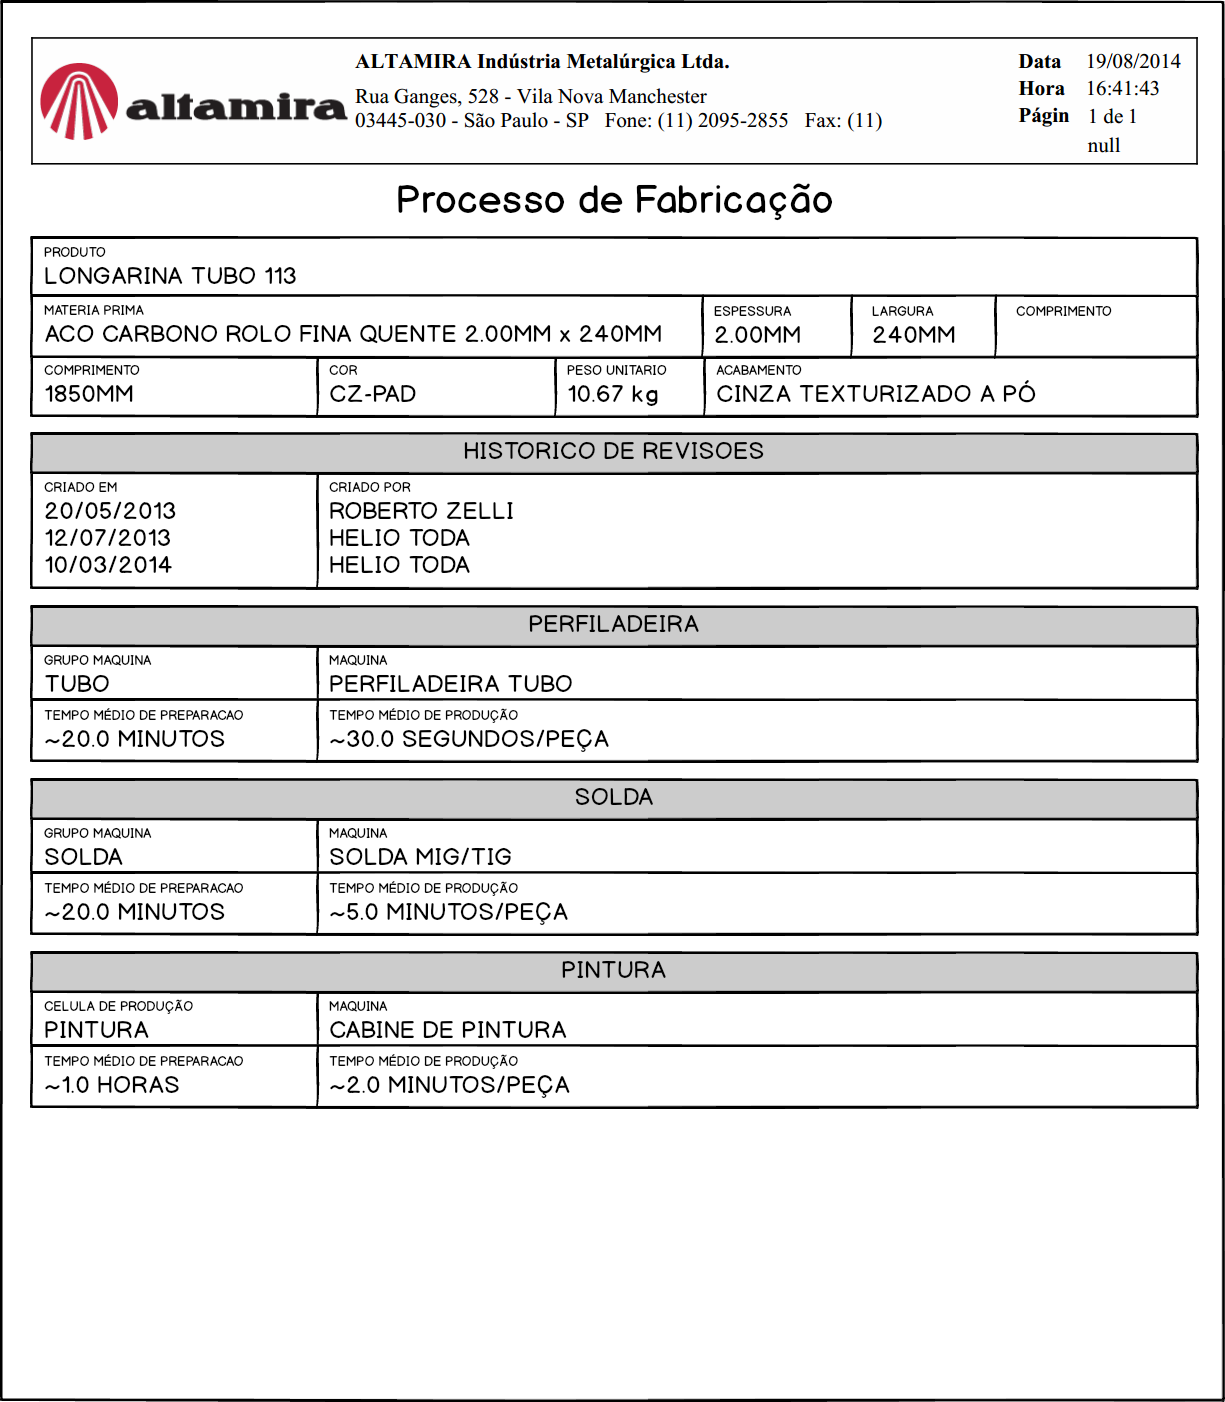 altamira
ALTAMIRA Indústria Metalúrgica Ltda.
Rua Ganges, 528 - Vila Nova Manchester
03445-030 - São Paulo - SP Fone: (11) 2095-2855 Fax: (11)
Data 19/08/2014
Hora 16:41:43
Págin 1 de 1
null
Processo de Fabricação
PRODUTO
LONGARINA TUBO 113
MATERIA PRIMA ESPESSURA LARGURA COMPRIMENTO
ACO CARBONO ROLO FINA QUENTE 2.00MM x 240MM 2.00MM 240MM
COMPRIMENTO COR PESO UNITARIO ACABAMENTO
1850MM CZ-PAD 10.67 kg CINZA TEXTURIZADO A PÓ
HISTORICO DE REVISOES
CRIADO EM CRIADO POR
20/05/2013 ROBERTO ZELLI
12/07/2013 HELIO TODA
10/03/2014 HELIO TODA
PERFILADEIRA
GRUPO MAQUINA MAQUINA
TUBO PERFILADEIRA TUBO
TEMPO MÉDIO DE PREPARACAO TEMPO MÉDIO DE PRODUÇÃO
~20.0 MINUTOS ~30.0 SEGUNDOS/PEÇA
SOLDA
GRUPO MAQUINA MAQUINA
SOLDA SOLDA MIG/TIG
TEMPO MÉDIO DE PREPARACAO TEMPO MÉDIO DE PRODUÇÃO
~20.0 MINUTOS ~5.0 MINUTOS/PEÇA
PINTURA
CELULA DE PRODUÇÃO MAQUINA
PINTURA CABINE DE PINTURA
TEMPO MÉDIO DE PREPARACAO TEMPO MÉDIO DE PRODUÇÃO
~1.0 HORAS ~2.0 MINUTOS/PEÇA